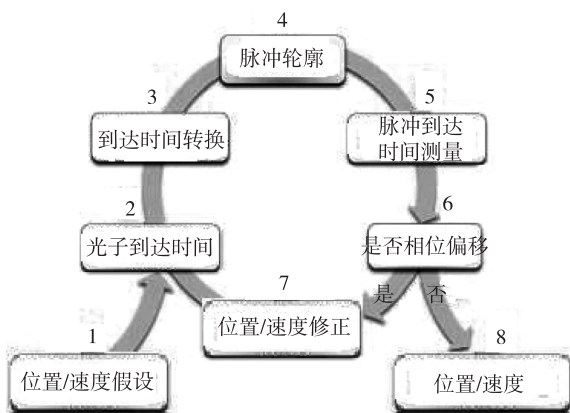 4
脉冲轮廓
3
到达时间转换
5
脉冲到达
时间测量
2
光子到达时间
6
是否相位偏移
是
否
7
位置/速度修正
1
位置/速度假设
8
位置/速度